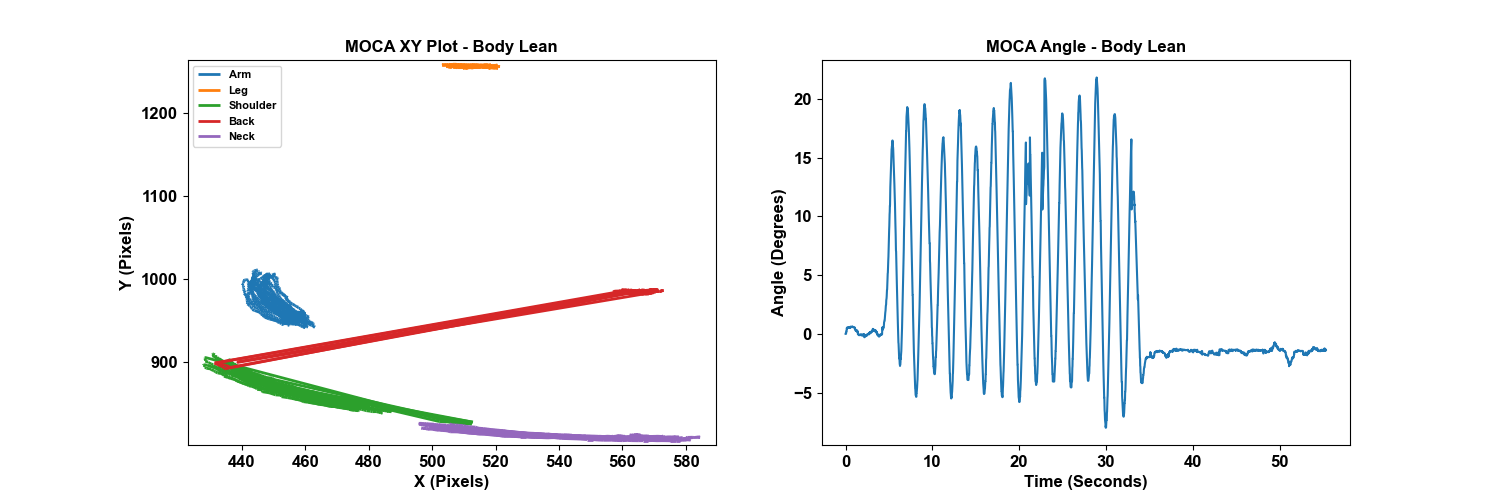 MOCA XY Plot - Body Lean
Arm
Leg
Shoulder
Back
Neck
1200
1100
1000
900
Y (Pixels)
440 460 480 500 520 540 560 580
X (Pixels)
MOCA Angle - Body Lean
20
15
10
5
0
−5
Angle (Degrees)
0 10 20 30 40 50
Time (Seconds)